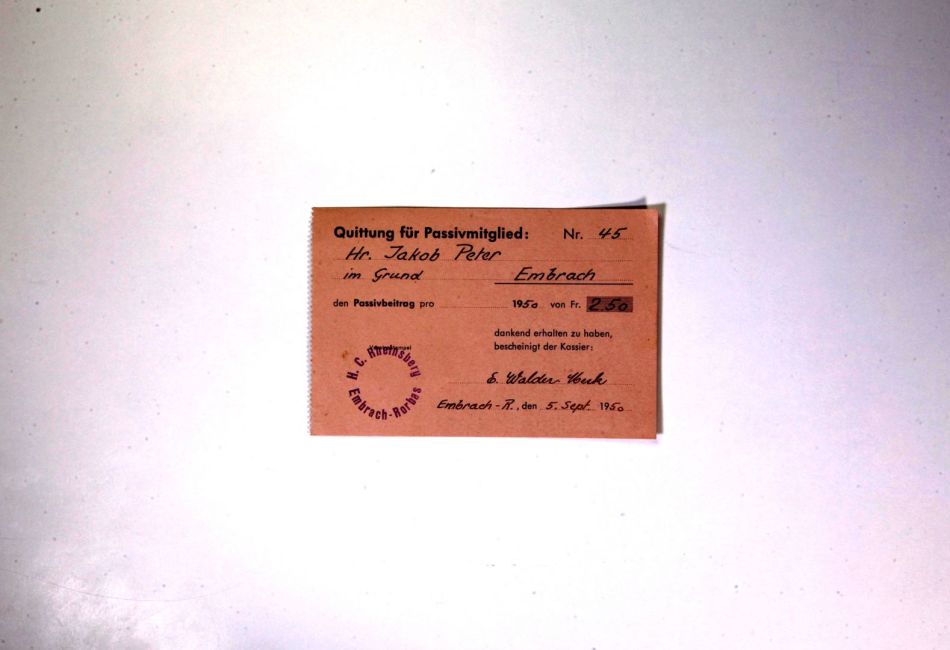 Quittung für Passivmitglied: Nr. 45
Hr. Jakob Peter
im Grund Embrach
den Passivbeitrag pro 1950 von Fr. 2.50
dankend erhalten zu haben,
bescheinigt der Kassier:
H. C. Rheinsberg
Embrach-Rorbas
Walder
Embrach-R., den 5. Sept. 1950